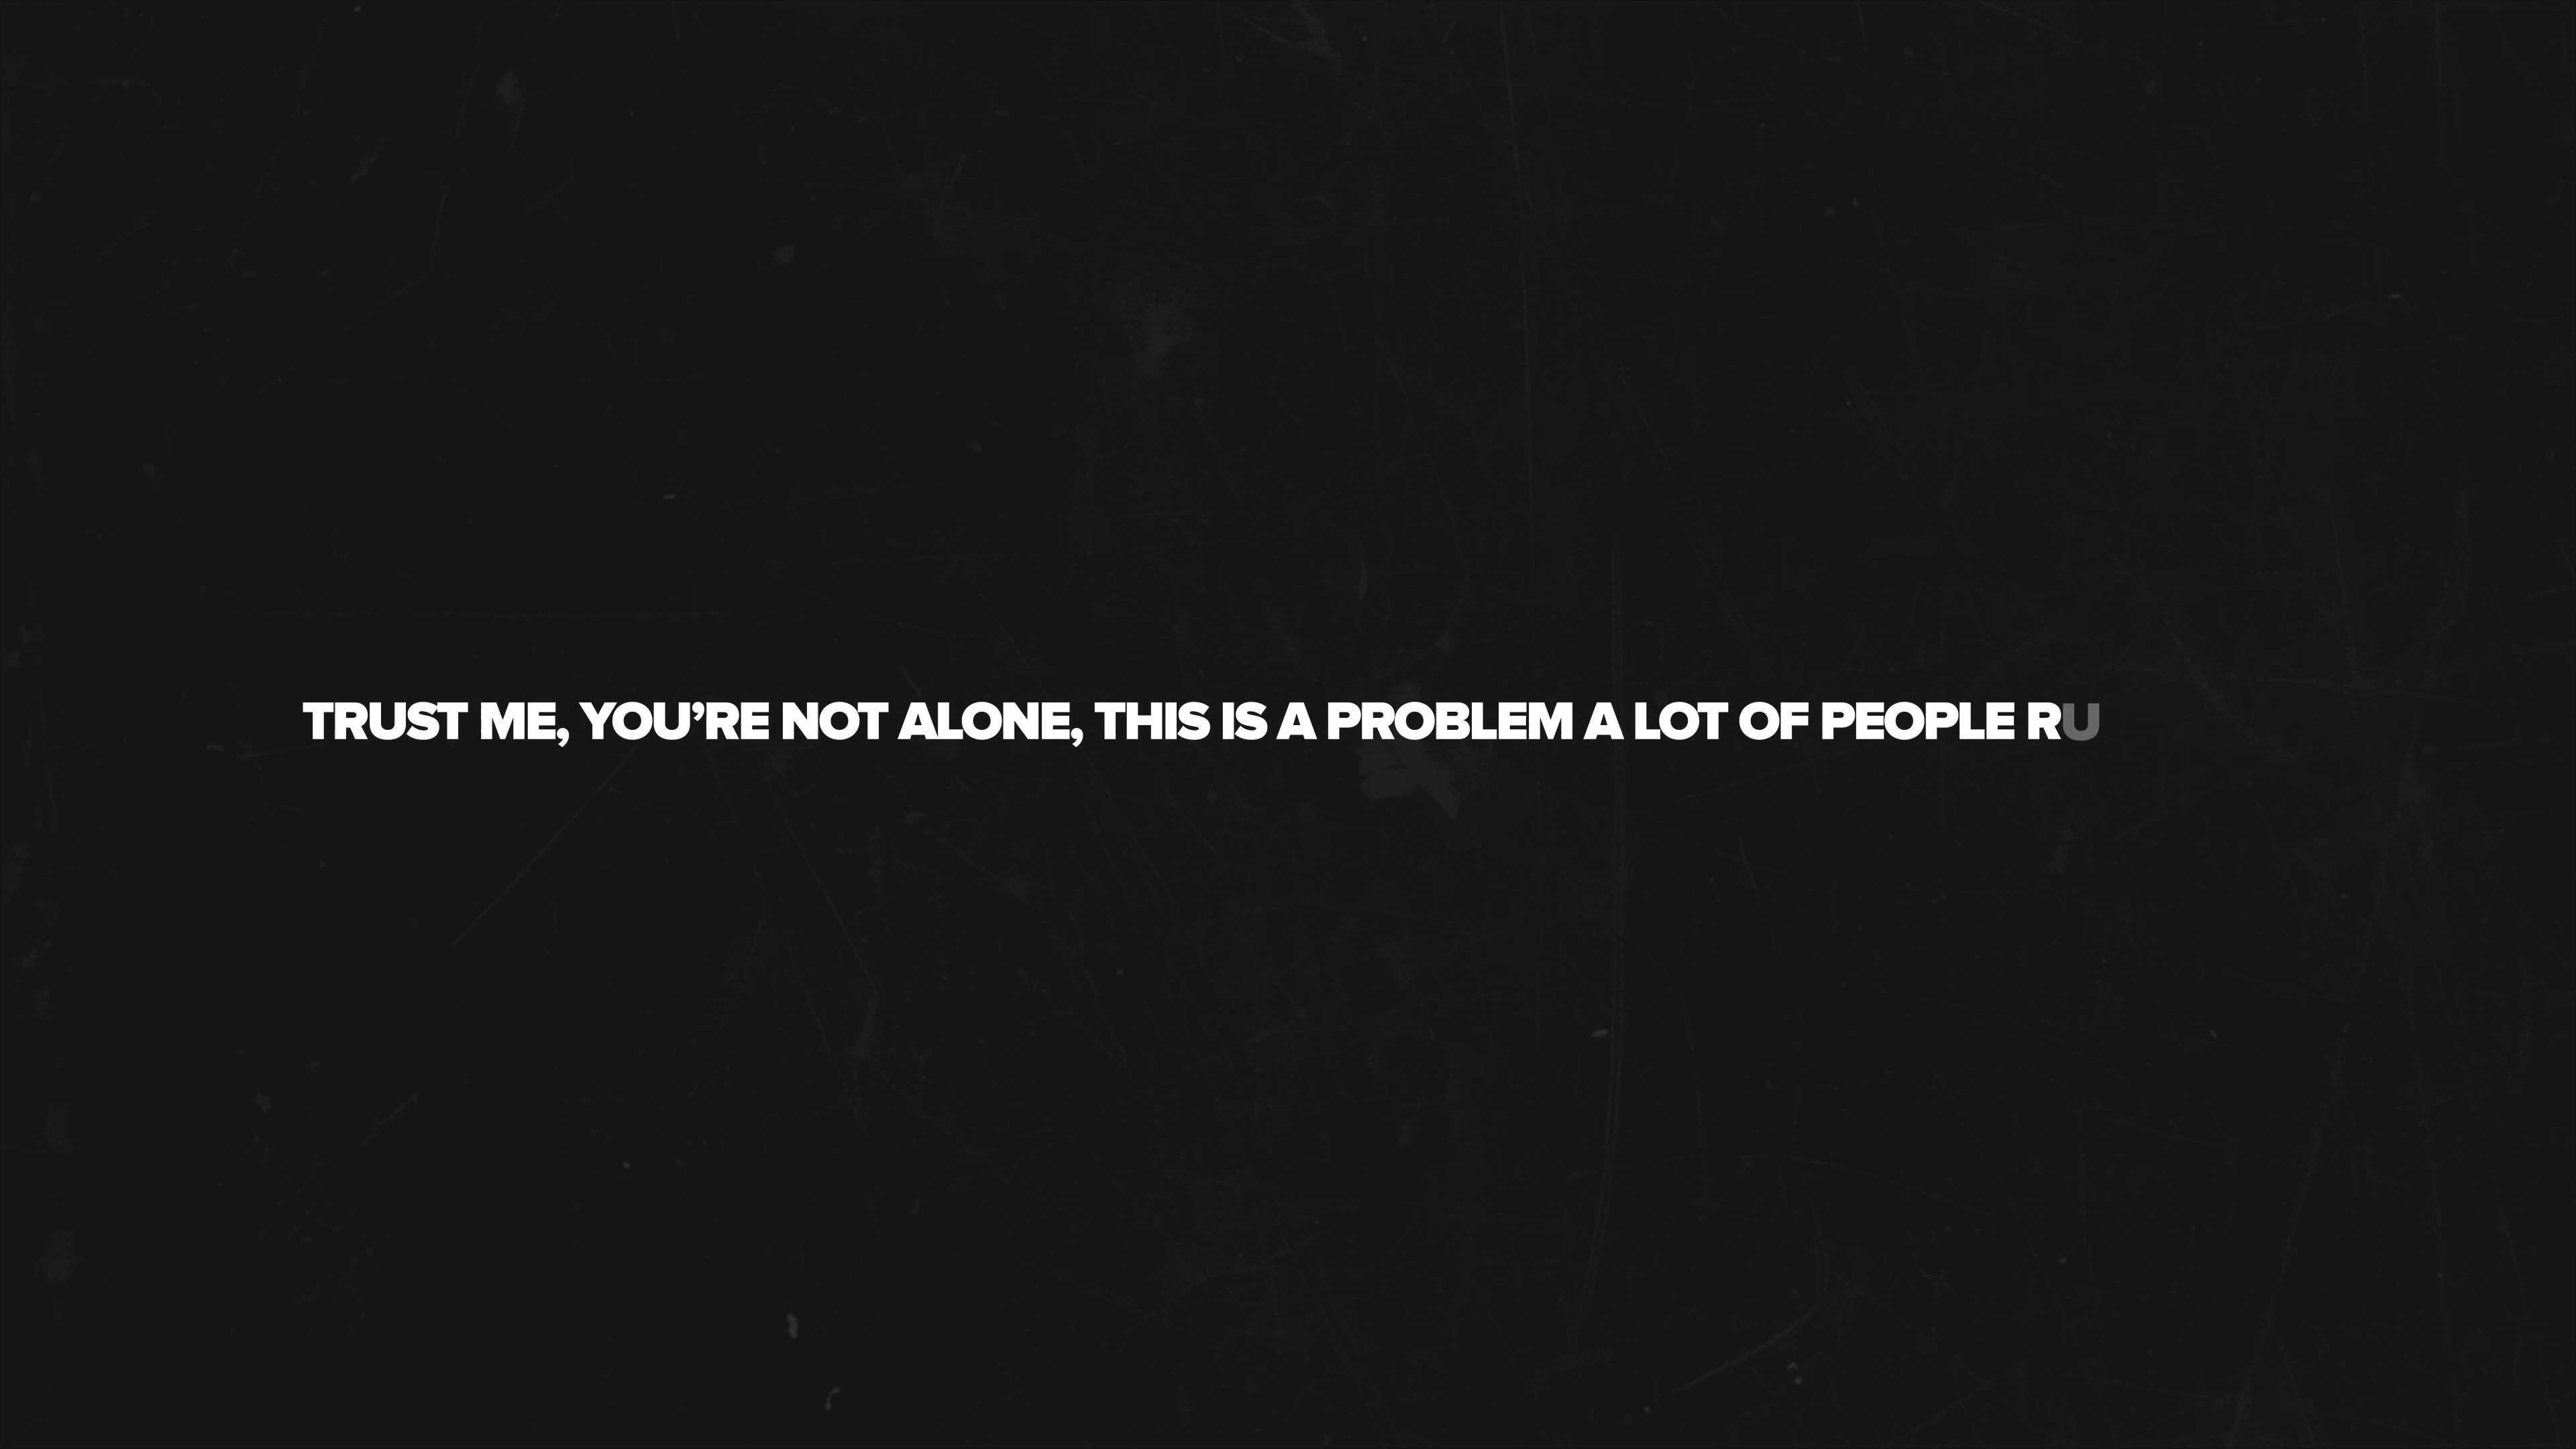 TRUST ME, YOU’RE NOT ALONE, THIS IS A PROBLEM A LOT OF PEOPLE RU